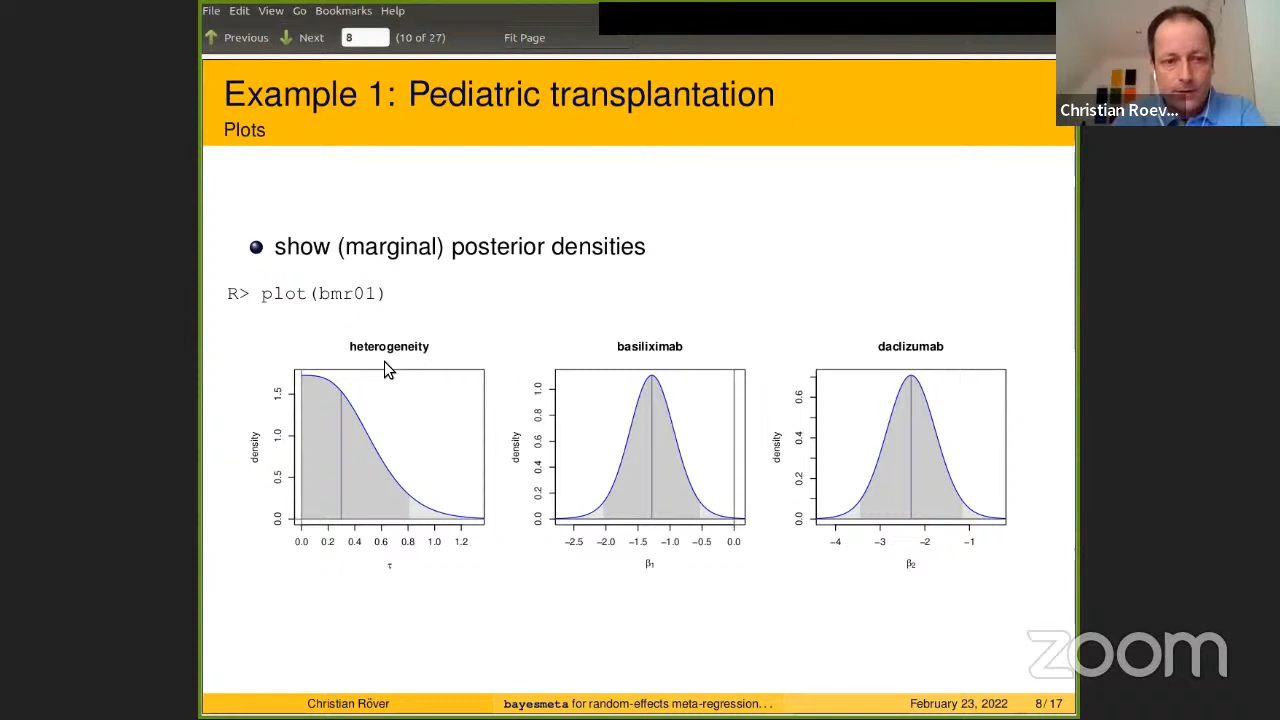 File Edit View Go Bookmarks Help
Previous Next 8 (10 of 27) Fit Page
Christian Roev...
Example 1: Pediatric transplantation
Plots
show (marginal) posterior densities
R> plot(bmr01)
heterogeneity
density
0.0 0.5 1.0 1.5
0.0 0.2 0.4 0.6 0.8 1.0 1.2
τ
basiliximab
density
0.0 0.2 0.4 0.6 0.8 1.0
−2.5 −2.0 −1.5 −1.0 −0.5 0.0
β1
daclizumab
density
0.0 0.2 0.4 0.6
−4 −3 −2 −1
β2
zoom
Christian Röver bayesmeta for random-effects meta-regression... February 23, 2022 8 / 17